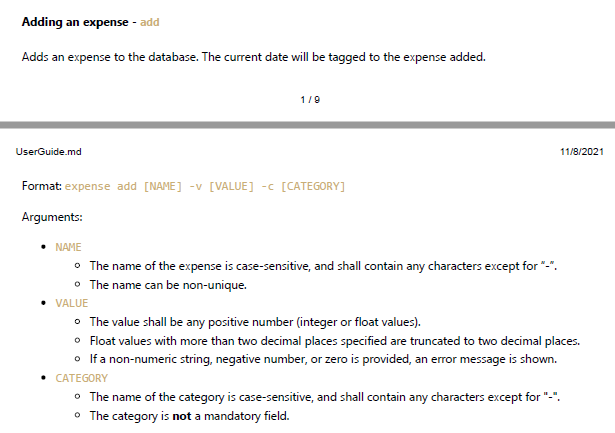 Adding an expense - add
Adds an expense to the database. The current date will be tagged to the expense added.
1 / 9
UserGuide.md
11/8/2021
Format: expense add [NAME] -v [VALUE] -c [CATEGORY]
Arguments:
• NAME
◦ The name of the expense is case-sensitive, and shall contain any characters except for “-”.
◦ The name can be non-unique.
• VALUE
◦ The value shall be any positive number (integer or float values).
◦ Float values with more than two decimal places specified are truncated to two decimal places.
◦ If a non-numeric string, negative number, or zero is provided, an error message is shown.
• CATEGORY
◦ The name of the category is case-sensitive, and shall contain any characters except for "-".
◦ The category is not a mandatory field.